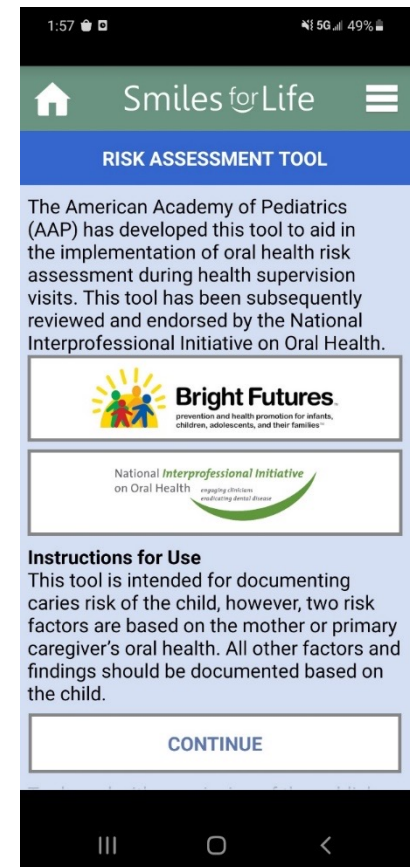 1:57 5G 49%
Smiles for Life
RISK ASSESSMENT TOOL
The American Academy of Pediatrics
(AAP) has developed this tool to aid in
the implementation of oral health risk
assessment during health supervision
visits. This tool has been subsequently
reviewed and endorsed by the National
Interprofessional Initiative on Oral Health.
Bright Futures™
prevention and health promotion for infants,
children, adolescents, and their families™
National Interprofessional Initiative
on Oral Health engaging clinicians
eradicating dental disease
Instructions for Use
This tool is intended for documenting
caries risk of the child, however, two risk
factors are based on the mother or primary
caregiver's oral health. All other factors and
findings should be documented based on
the child.
CONTINUE